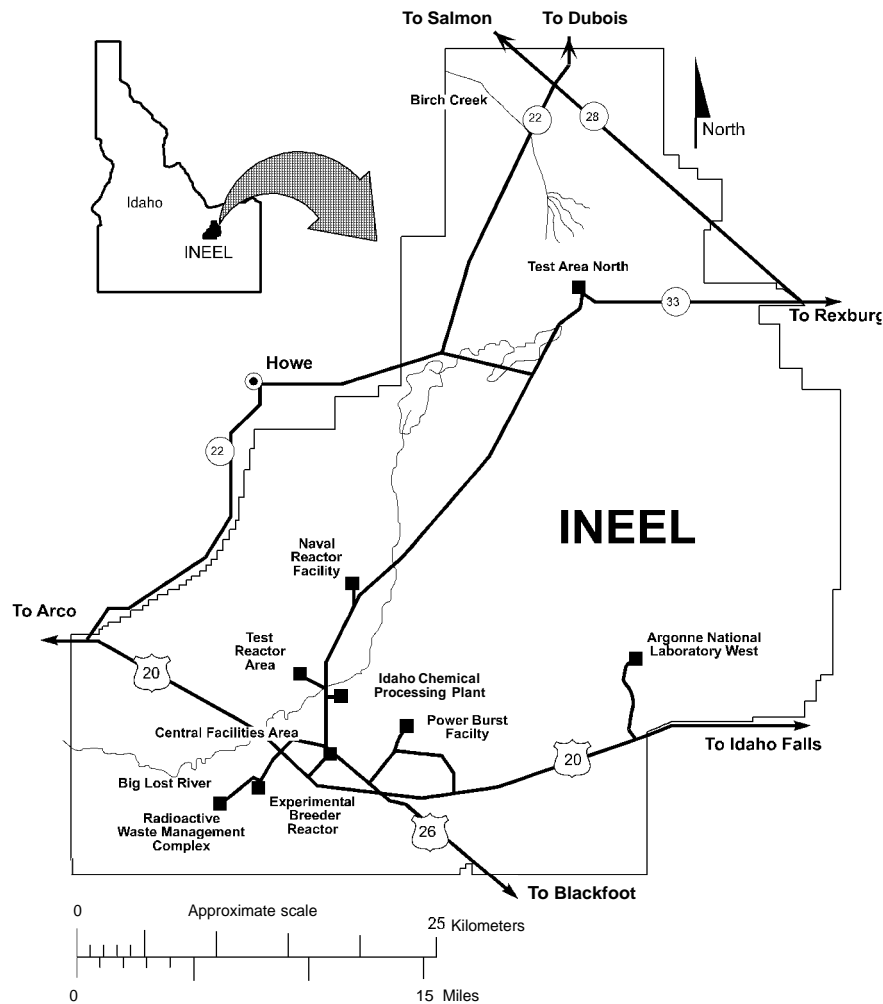 To Salmon
To Dubois
Birch Creek
22
28
North
Idaho
INEEL
Test Area North
33
To Rexburg
Howe
22
INEEL
Naval
Reactor
Facility
To Arco
Test
Reactor
Area
Argonne National
Laboratory West
20
Idaho Chemical
Processing Plant
Power Burst
Facilty
Central Facilities Area
To Idaho Falls
20
Big Lost River
Experimental
Breeder
Reactor
Radioactive
Waste Management
Complex
26
To Blackfoot
0
Approximate scale
25 Kilometers
0
15 Miles